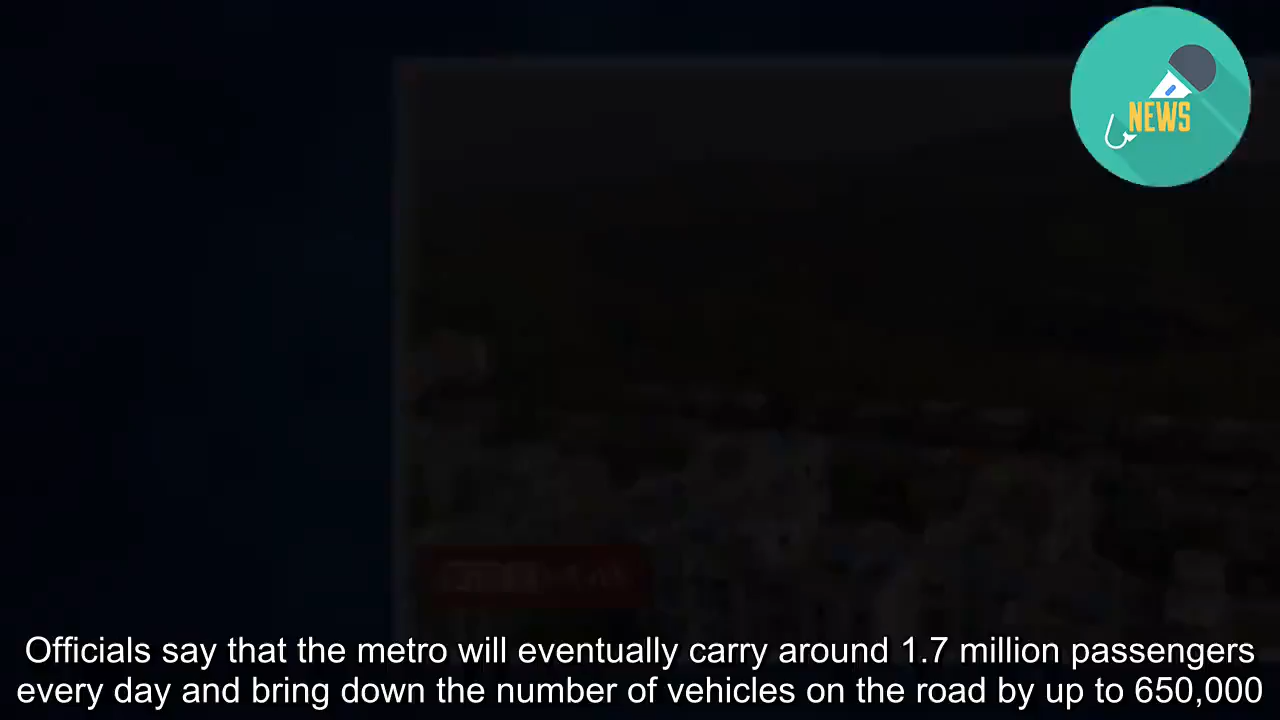 NEWS
Officials say that the metro will eventually carry around 1.7 million passengers
every day and bring down the number of vehicles on the road by up to 650,000